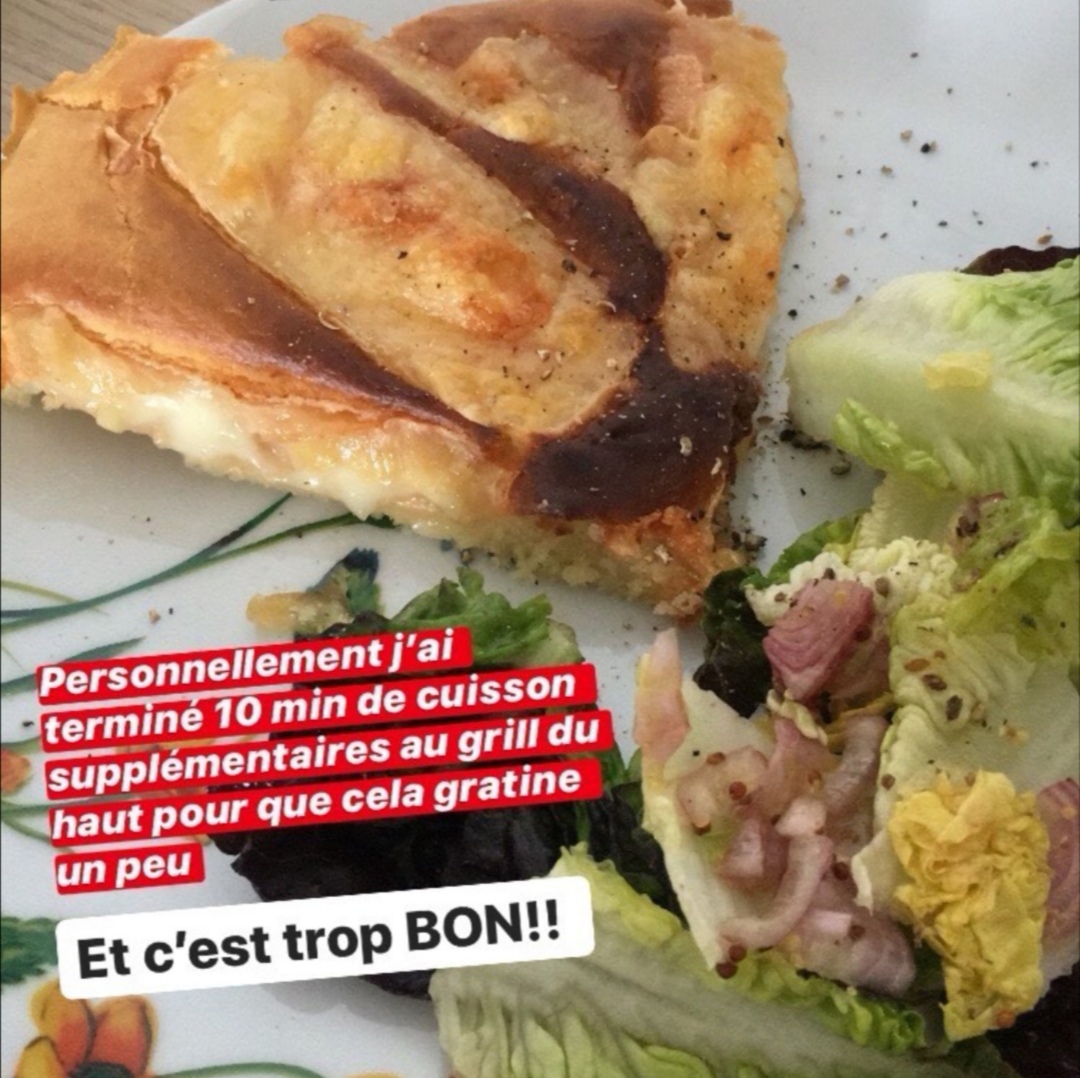 Personnellement j'ai
terminé 10 min de cuisson
supplémentaires au grill du
haut pour que cela gratine
un peu
Et c'est trop BON!!